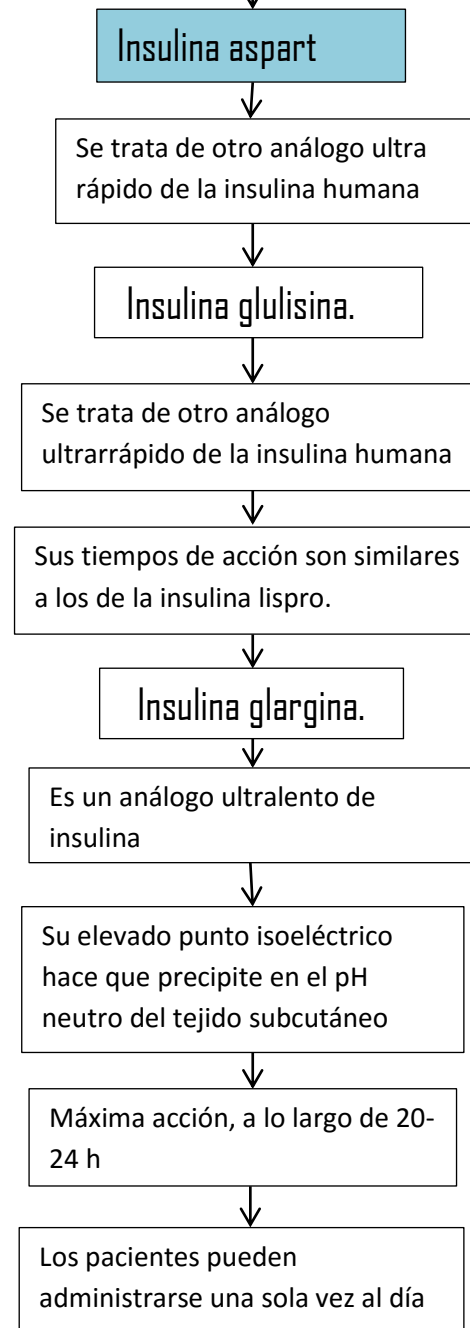 Insulina aspart
Se trata de otro análogo ultra
rápido de la insulina humana
Insulina glulisina.
Se trata de otro análogo
ultrarrápido de la insulina humana
Sus tiempos de acción son similares
a los de la insulina lispro.
Insulina glargina.
Es un análogo ultralento de
insulina
Su elevado punto isoeléctrico
hace que precipite en el pH
neutro del tejido subcutáneo
Máxima acción, a lo largo de 20-
24 h
Los pacientes pueden
administrarse una sola vez al día